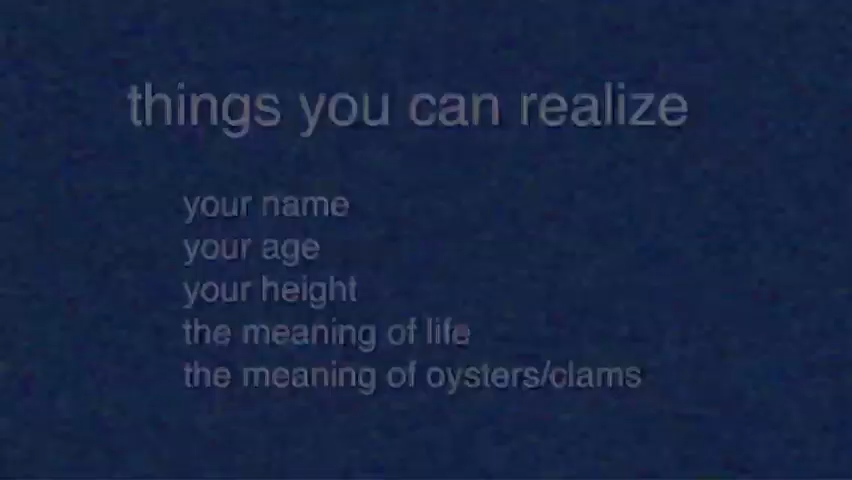 things you can realize
your name
your age
your height
the meaning of life
the meaning of oysters/clams